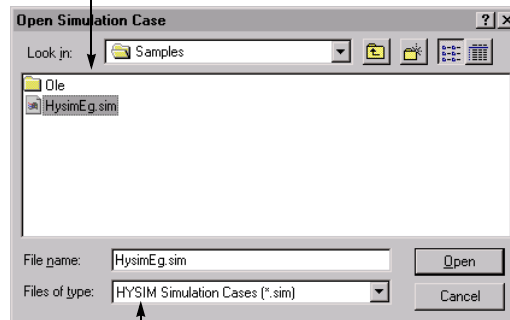 Open Simulation Case
Look in: Samples
Ole
HysimEg.sim
File name: HysimEg.sim Open
Files of type: HYSIM Simulation Cases (*.sim) Cancel